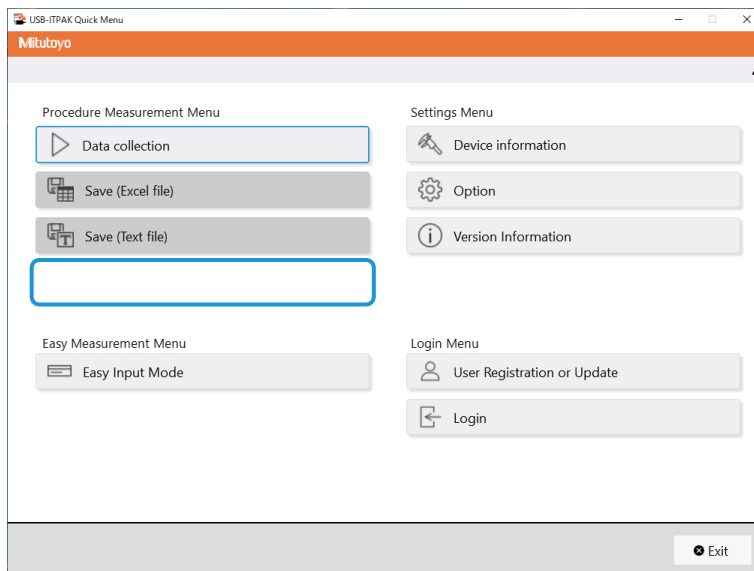 USB-ITPAK Quick Menu
Mitutoyo
Procedure Measurement Menu
Data collection
Save (Excel file)
Save (Text file)
Easy Measurement Menu
Easy Input Mode
Settings Menu
Device information
Option
Version Information
Login Menu
User Registration or Update
Login
Exit